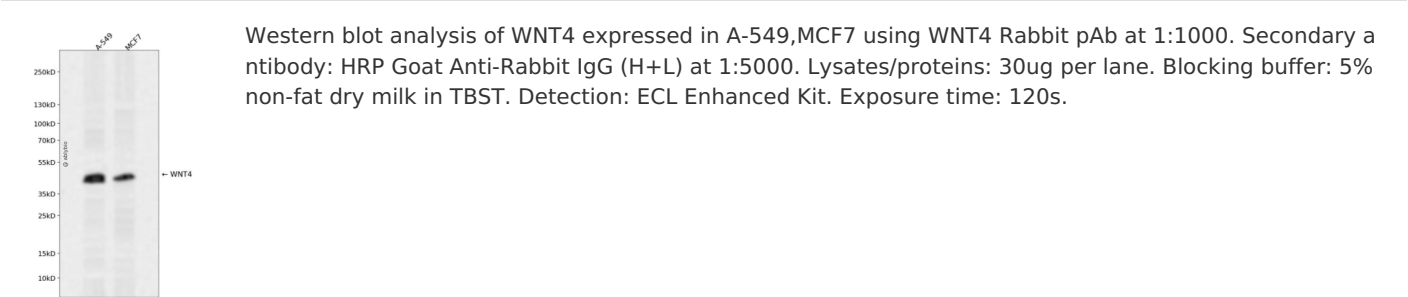 A-549
MCF7
250kD
130kD
100kD
70kD
55kD
35kD
25kD
15kD
10kD
← WNT4
Western blot analysis of WNT4 expressed in A-549,MCF7 using WNT4 Rabbit pAb at 1:1000. Secondary a
ntibody: HRP Goat Anti-Rabbit IgG (H+L) at 1:5000. Lysates/proteins: 30ug per lane. Blocking buffer: 5%
non-fat dry milk in TBST. Detection: ECL Enhanced Kit. Exposure time: 120s.